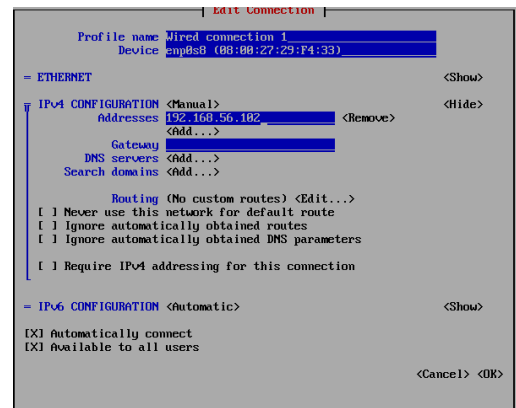 Edit Connection
Profile name Wired connection 1
Device enp0s8 (08:00:27:29:F4:33)
= ETHERNET <Show>
╤ IPv4 CONFIGURATION <Manual> <Hide>
Addresses 192.168.56.102 <Remove>
<Add...>
Gateway
DNS servers <Add...>
Search domains <Add...>
Routing (No custom routes) <Edit...>
[ ] Never use this network for default route
[ ] Ignore automatically obtained routes
[ ] Ignore automatically obtained DNS parameters
[ ] Require IPv4 addressing for this connection
= IPv6 CONFIGURATION <Automatic> <Show>
[X] Automatically connect
[X] Available to all users
<Cancel> <OK>